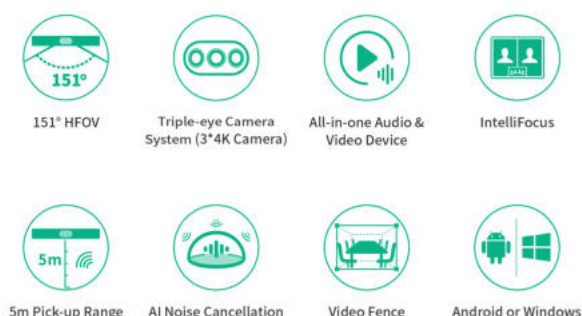 151°
151° HFOV
Triple-eye Camera
System (3*4K Camera)
All-in-one Audio &
Video Device
IntelliFocus
5m
5m Pick-up Range
AI Noise Cancellation
Video Fence
Android or Windows